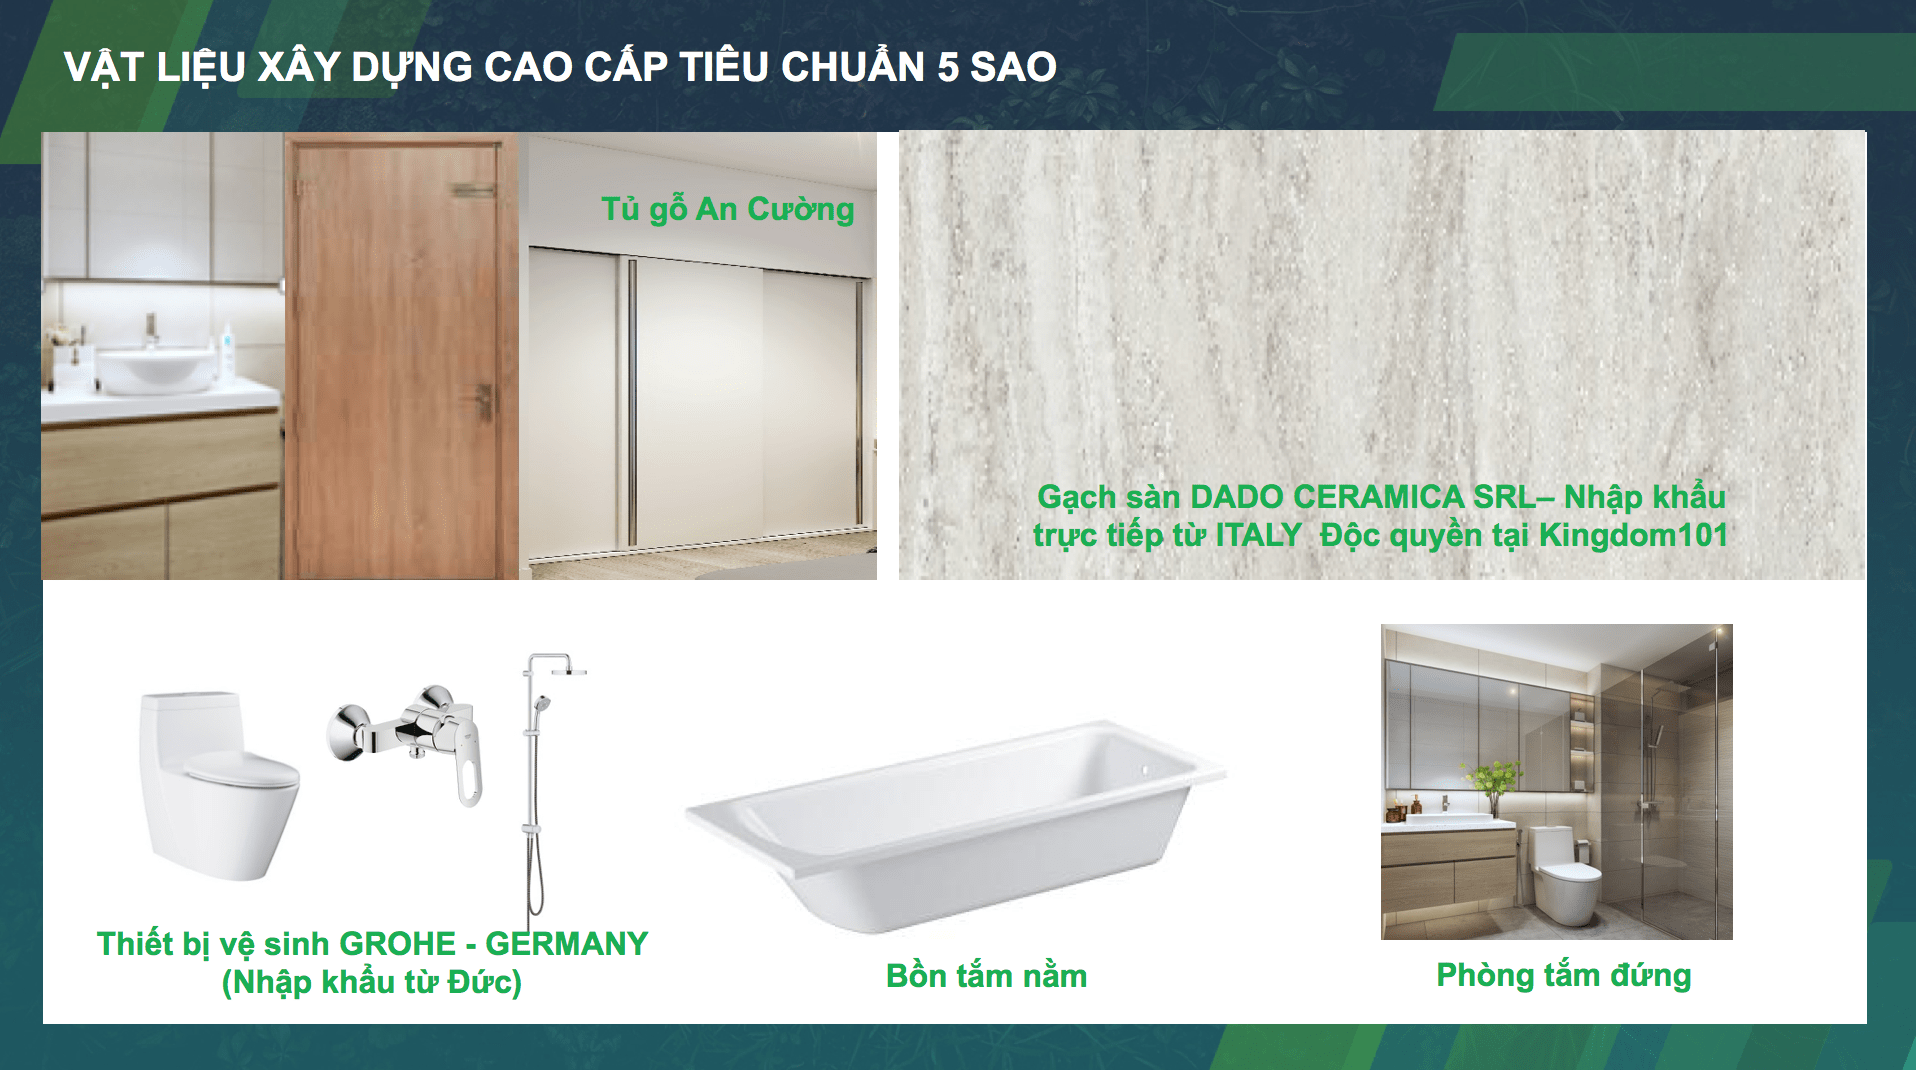 VẬT LIỆU XÂY DỰNG CAO CẤP TIÊU CHUẨN 5 SAO
Tủ gỗ An Cường
Gạch sàn DADO CERAMICA SRL– Nhập khẩu
trực tiếp từ ITALY  Độc quyền tại Kingdom101
Thiết bị vệ sinh GROHE - GERMANY
(Nhập khẩu từ Đức)
Bồn tắm nằm
Phòng tắm đứng